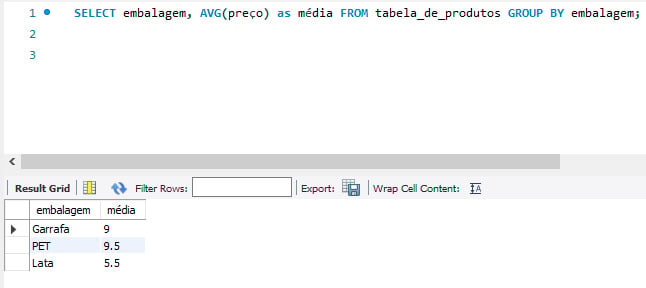 1 SELECT embalagem, AVG(preço) as média FROM tabela_de_produtos GROUP BY embalagem;
2
3
Result Grid Filter Rows: Export: Wrap Cell Content:
embalagem média
Garrafa 9
PET 9.5
Lata 5.5